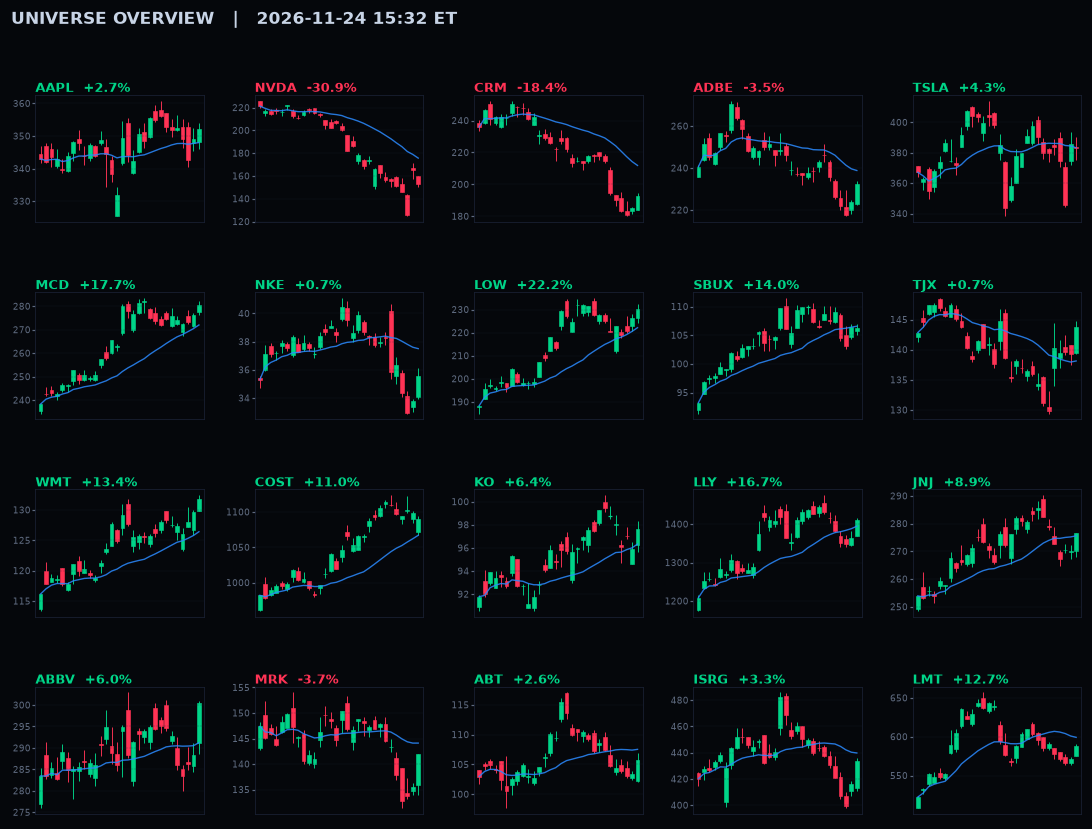 UNIVERSE OVERVIEW | 2026-11-24 15:32 ET
AAPL +2.7% NVDA -30.9% CRM -18.4% ADBE -3.5% TSLA +4.3%
360 350 340 330
220 200 180 160 140 120
240 220 200 180
260 240 220
400 380 360 340
MCD +17.7% NKE +0.7% LOW +22.2% SBUX +14.0% TJX +0.7%
280 270 260 250 240
40 38 36 34
230 220 210 200 190
110 105 100 95
145 140 135 130
WMT +13.4% COST +11.0% KO +6.4% LLY +16.7% JNJ +8.9%
130 125 120 115
1100 1050 1000
100 98 96 94 92
1400 1300 1200
290 280 270 260 250
ABBV +6.0% MRK -3.7% ABT +2.6% ISRG +3.3% LMT +12.7%
300 295 290 285 280 275
155 150 145 140 135
115 110 105 100
480 460 440 420 400
650 600 550